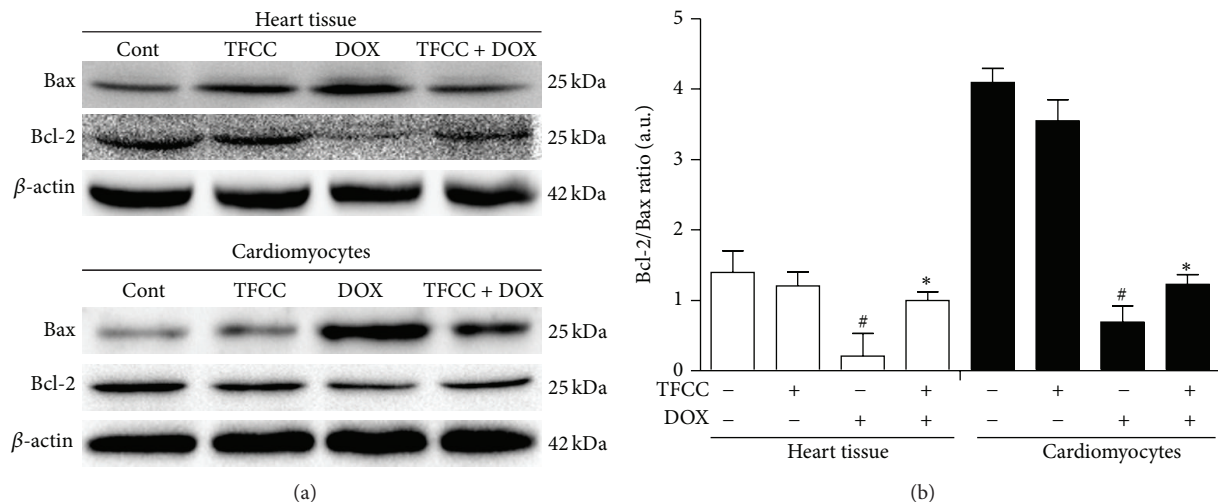 Heart tissue
Cont TFCC DOX TFCC + DOX
Bax 25 kDa
Bcl-2 25 kDa
β-actin 42 kDa
Cardiomyocytes
Cont TFCC DOX TFCC + DOX
Bax 25 kDa
Bcl-2 25 kDa
β-actin 42 kDa
(a)
Bcl-2/Bax ratio (a.u.)
5
4
3
2
1
0
# * # *
TFCC − + − + − + − +
DOX − − + + − − + +
Heart tissue Cardiomyocytes
(b)